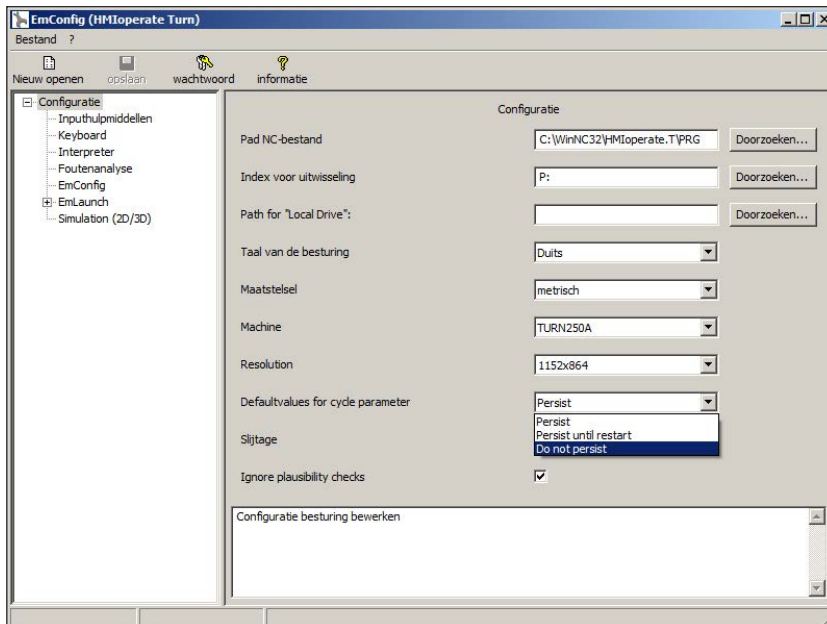 EmConfig (HMIoperate Turn)
Bestand ?
Nieuw openen opslaan wachtwoord informatie
Configuratie
Inputhulpmiddellen
Keyboard
Interpreter
Foutenanalyse
EmConfig
EmLaunch
Simulation (2D/3D)
Configuratie
Pad NC-bestand C:\WinNC32\HMIoperate.T\PRG Doorzoeken...
Index voor uitwisseling P: Doorzoeken...
Path for "Local Drive": Doorzoeken...
Taal van de besturing Duits
Maatstelsel metrisch
Machine TURN250A
Resolution 1152x864
Defaultvalues for cycle parameter Persist
Persist
Persist until restart
Do not persist
Slijtage
Ignore plausibility checks
Configuratie besturing bewerken